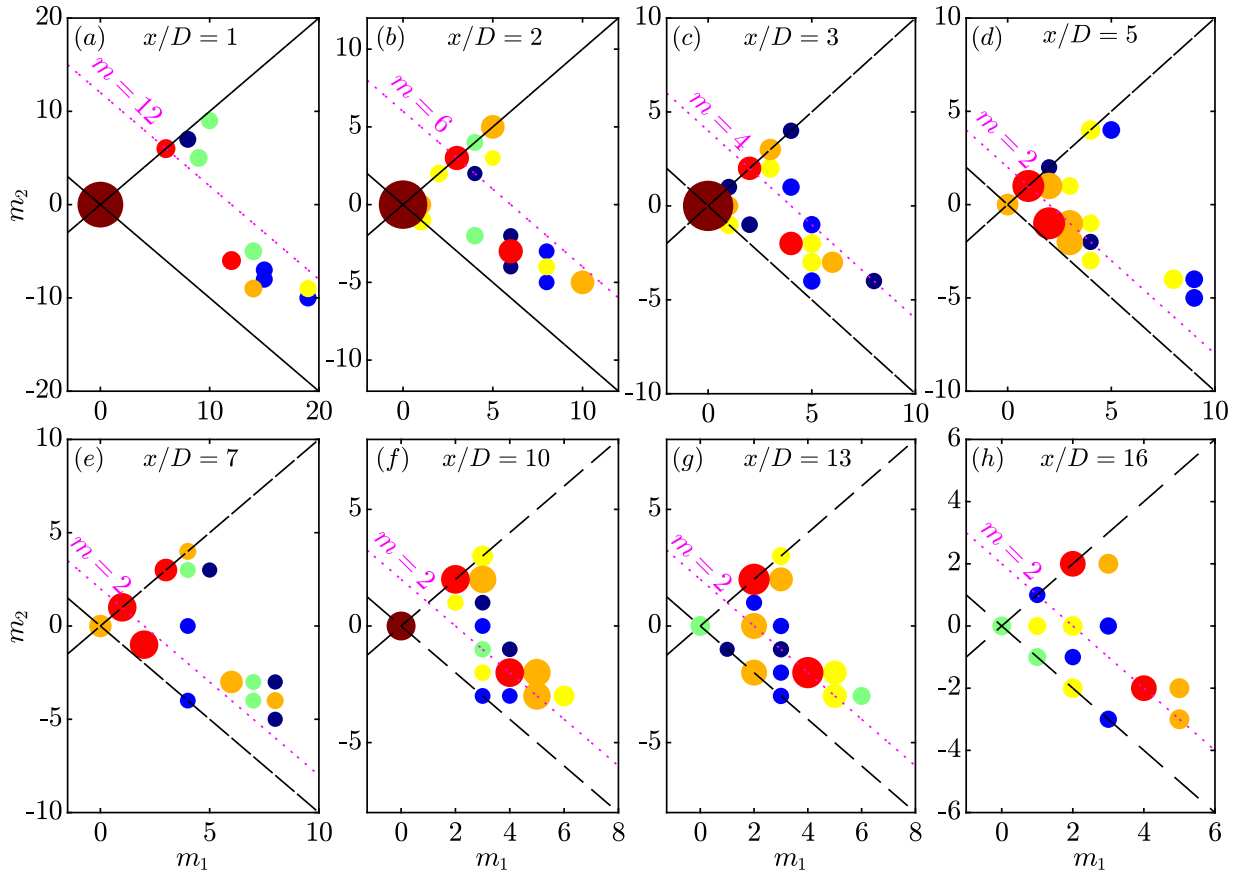 (a) x/D = 1
m = 12
20
10
0
-10
-20
0 10 20
m₂
(b) x/D = 2
m = 6
10
5
0
-5
-10
0 5 10
(c) x/D = 3
m = 4
10
5
0
-5
-10
0 5 10
(d) x/D = 5
m = 2
10
5
0
-5
-10
0 5 10
(e) x/D = 7
m = 2
10
5
0
-5
-10
0 5 10
m₂
m₁
(f) x/D = 10
m = 2
5
0
-5
0 2 4 6 8
m₁
(g) x/D = 13
m = 2
5
0
-5
0 2 4 6 8
m₁
(h) x/D = 16
m = 2
6
4
2
0
-2
-4
-6
0 2 4 6
m₁